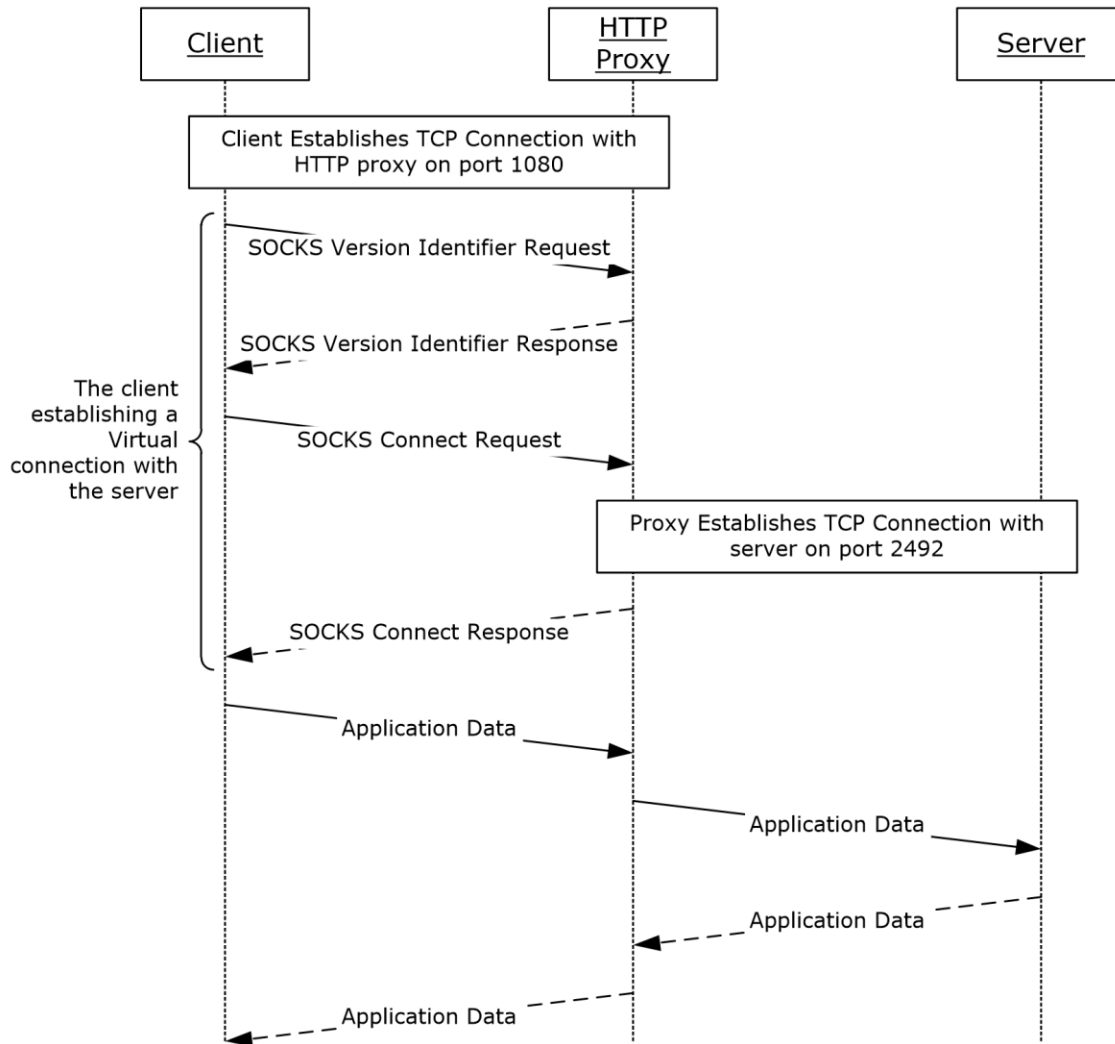 Client
HTTP
Proxy
Server
Client Establishes TCP Connection with
HTTP proxy on port 1080
SOCKS Version Identifier Request
SOCKS Version Identifier Response
The client
establishing a
Virtual
connection with
the server
SOCKS Connect Request
Proxy Establishes TCP Connection with
server on port 2492
SOCKS Connect Response
Application Data
Application Data
Application Data
Application Data